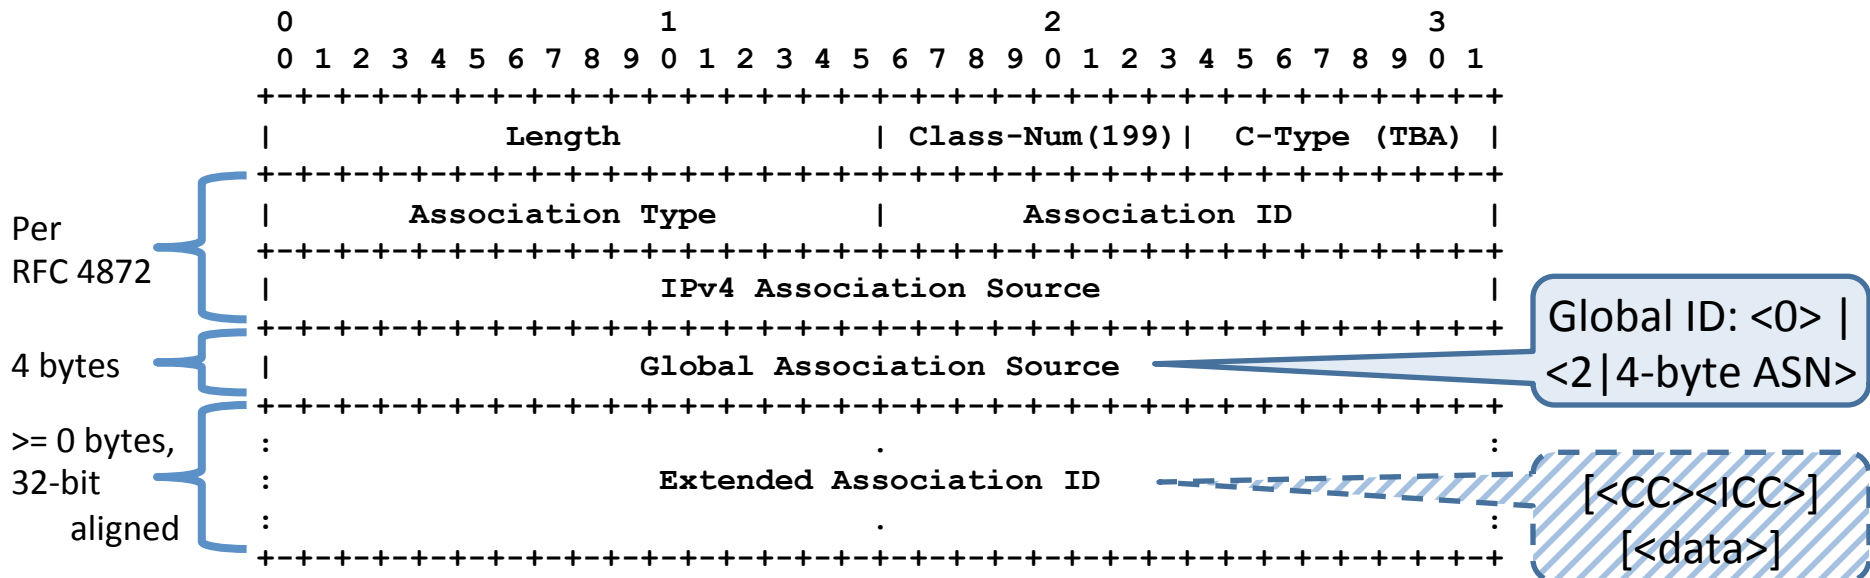 0                   1                   2                   3
0 1 2 3 4 5 6 7 8 9 0 1 2 3 4 5 6 7 8 9 0 1 2 3 4 5 6 7 8 9 0 1
+-+-+-+-+-+-+-+-+-+-+-+-+-+-+-+-+-+-+-+-+-+-+-+-+-+-+-+-+-+-+-+-+
| Length | Class-Num(199)| C-Type (TBA) |
+-+-+-+-+-+-+-+-+-+-+-+-+-+-+-+-+-+-+-+-+-+-+-+-+-+-+-+-+-+-+-+-+
Per
RFC 4872
| Association Type | Association ID |
+-+-+-+-+-+-+-+-+-+-+-+-+-+-+-+-+-+-+-+-+-+-+-+-+-+-+-+-+-+-+-+-+
| IPv4 Association Source |
+-+-+-+-+-+-+-+-+-+-+-+-+-+-+-+-+-+-+-+-+-+-+-+-+-+-+-+-+-+-+-+-+
4 bytes
| Global Association Source
Global ID: <0> |
<2|4-byte ASN>
+-+-+-+-+-+-+-+-+-+-+-+-+-+-+-+-+-+-+-+-+-+-+-+-+-+-+-+-+-+-+-+-+
>= 0 bytes,
32-bit
aligned
: . :
: Extended Association ID
: . :
[<CC><ICC>]
[<data>]
+-+-+-+-+-+-+-+-+-+-+-+-+-+-+-+-+-+-+-+-+-+-+-+-+-+-+-+-+-+-+-+-+